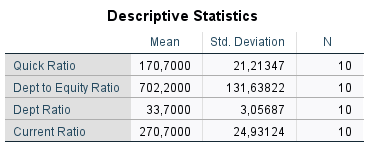 Descriptive Statistics
Mean Std. Deviation N
Quick Ratio 170,7000 21,21347 10
Dept to Equity Ratio 702,2000 131,63822 10
Dept Ratio 33,7000 3,05687 10
Current Ratio 270,7000 24,93124 10